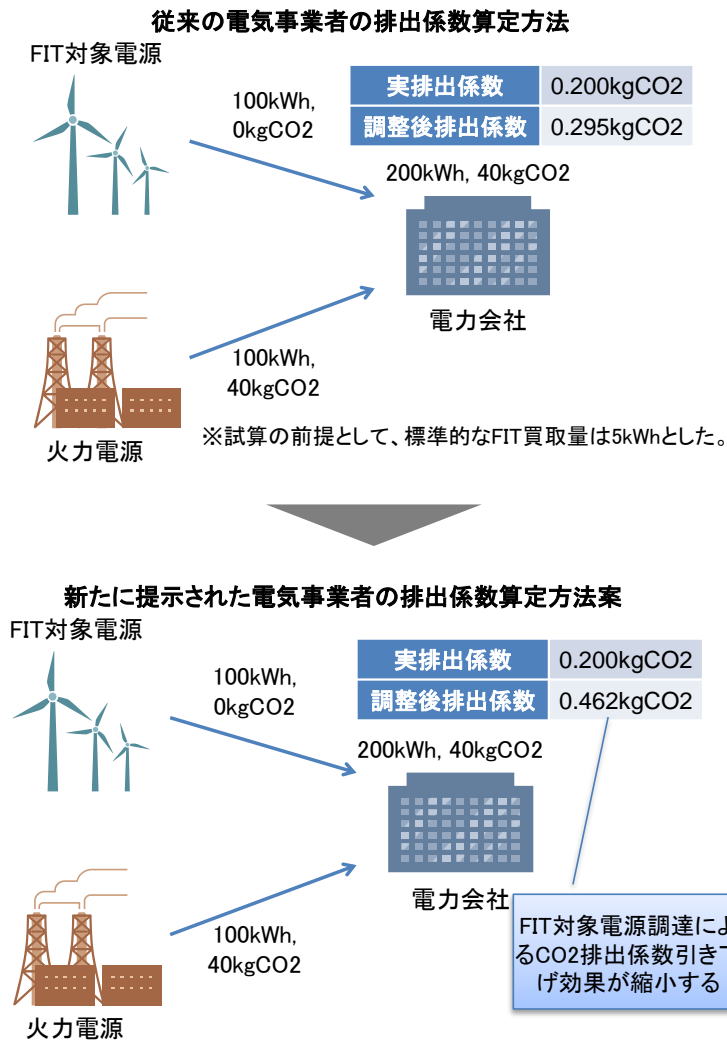 従来の電気事業者の排出係数算定方法
FIT対象電源
100kWh,
0kgCO2
実排出係数 0.200kgCO2
調整後排出係数 0.295kgCO2
200kWh, 40kgCO2
電力会社
100kWh,
40kgCO2
火力電源
※試算の前提として、標準的なFIT買取量は5kWhとした。
新たに提示された電気事業者の排出係数算定方法案
FIT対象電源
100kWh,
0kgCO2
実排出係数 0.200kgCO2
調整後排出係数 0.462kgCO2
200kWh, 40kgCO2
電力会社
100kWh,
40kgCO2
火力電源
FIT対象電源調達によ
るCO2排出係数引き下
げ効果が縮小する